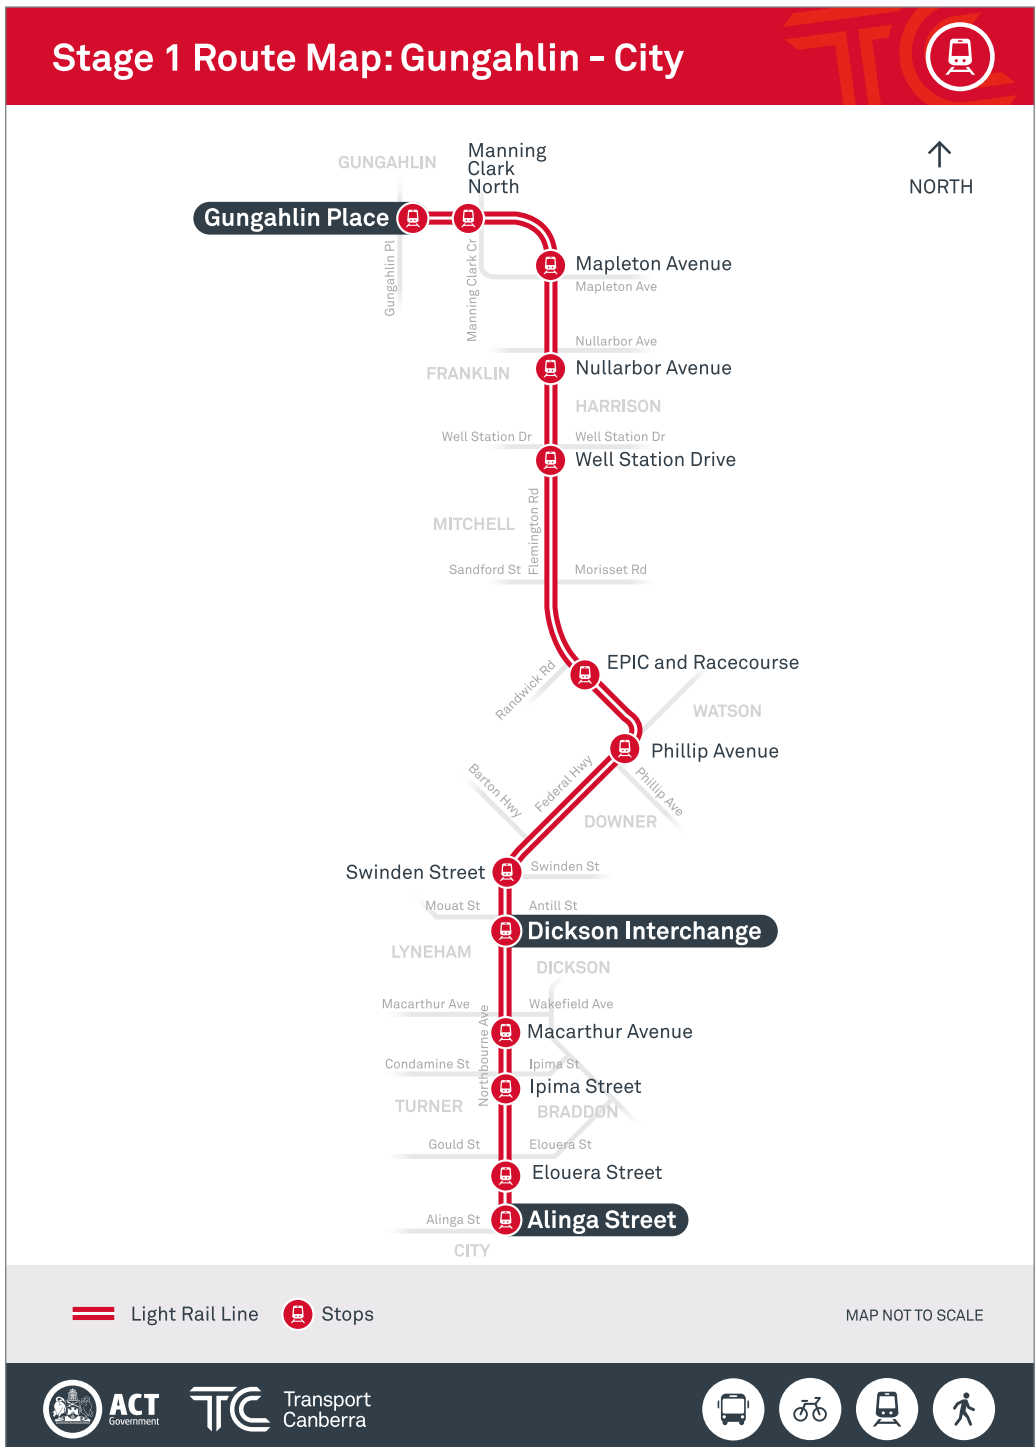 Stage 1 Route Map: Gungahlin - City
TC
NORTH
GUNGAHLIN
Manning
Clark
North
Gungahlin Place
Gungahlin Pl
Manning Clark Cr
Mapleton Avenue
Mapleton Ave
Nullarbor Ave
Nullarbor Avenue
FRANKLIN
HARRISON
Well Station Dr
Well Station Dr
Well Station Drive
Flemington Rd
MITCHELL
Sandford St
Morisset Rd
EPIC and Racecourse
Randwick Rd
WATSON
Phillip Avenue
Federal Hwy
Phillip Ave
Barton Hwy
DOWNER
Swinden Street
Swinden St
Mouat St
Antill St
Dickson Interchange
LYNEHAM
DICKSON
Macarthur Ave
Wakefield Ave
Northbourne Ave
Macarthur Avenue
Condamine St
Ipima St
Ipima Street
TURNER
BRADDON
Gould St
Elouera St
Elouera Street
Alinga St
Alinga Street
CITY
Light Rail Line
Stops
MAP NOT TO SCALE
ACT
Government
TC
Transport
Canberra